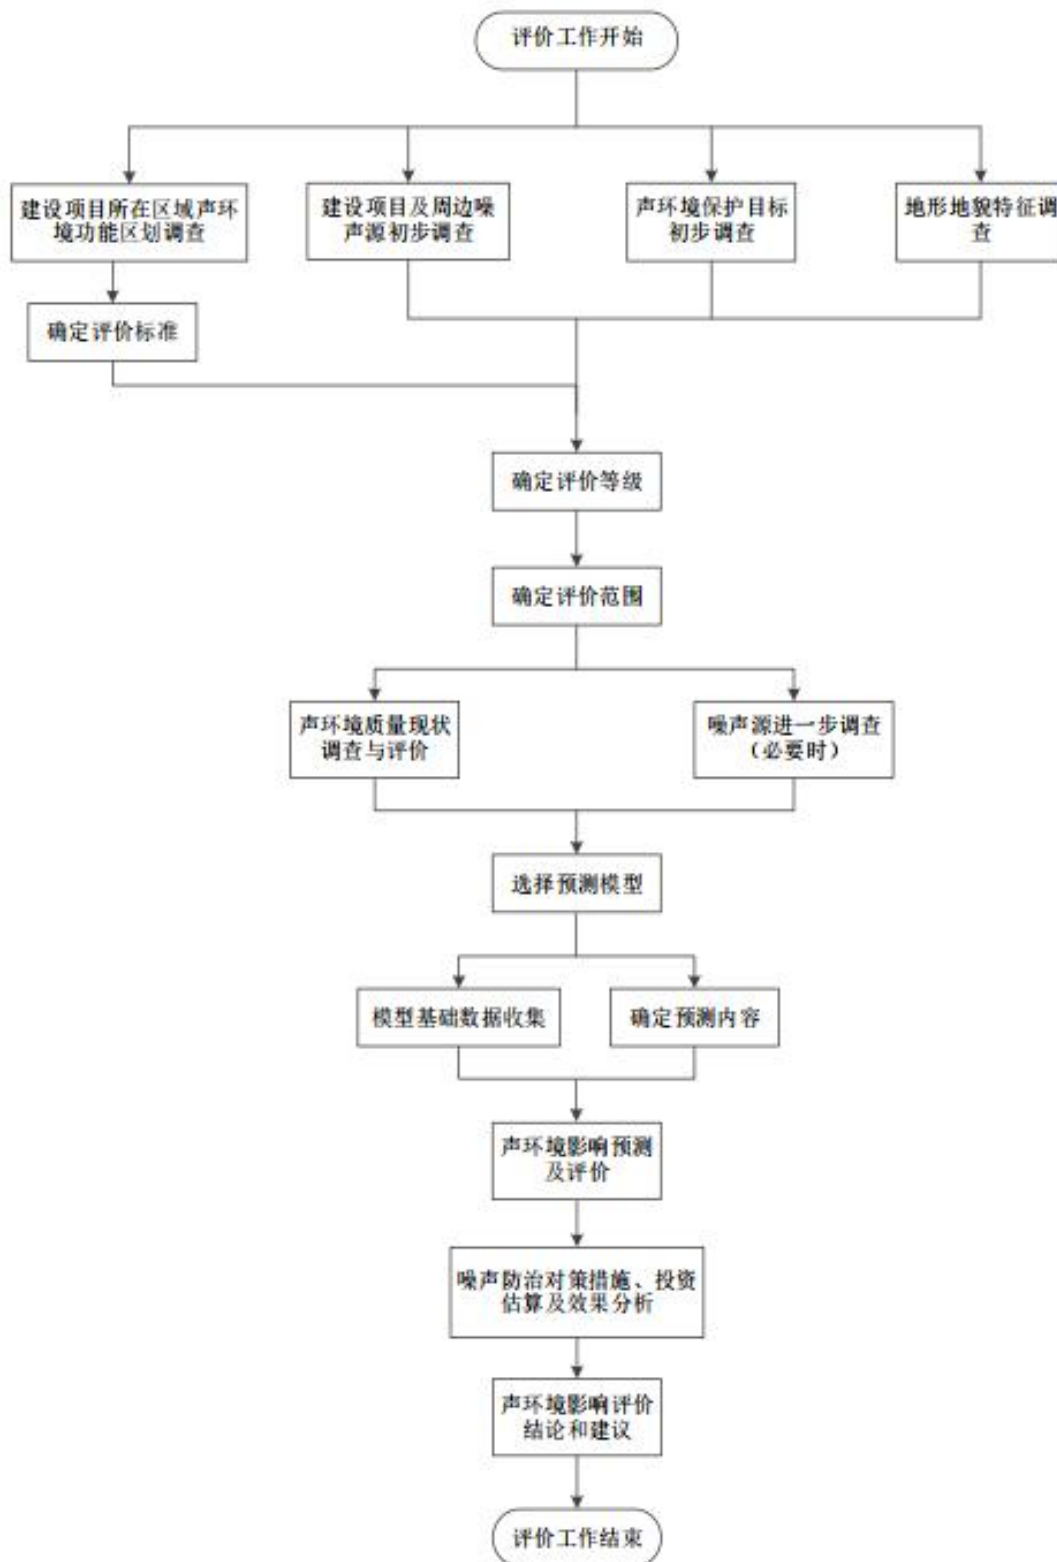 评价工作开始
建设项目所在区域声环
境功能区划调查
建设项目及周边噪
声源初步调查
声环境保护目标
初步调查
地形地貌特征调
查
确定评价标准
确定评价等级
确定评价范围
声环境质量现状
调查与评价
噪声源进一步调查
（必要时）
选择预测模型
模型基础数据收集
确定预测内容
声环境影响预测
及评价
噪声防治对策措施、投资
估算及效果分析
声环境影响评价
结论和建议
评价工作结束